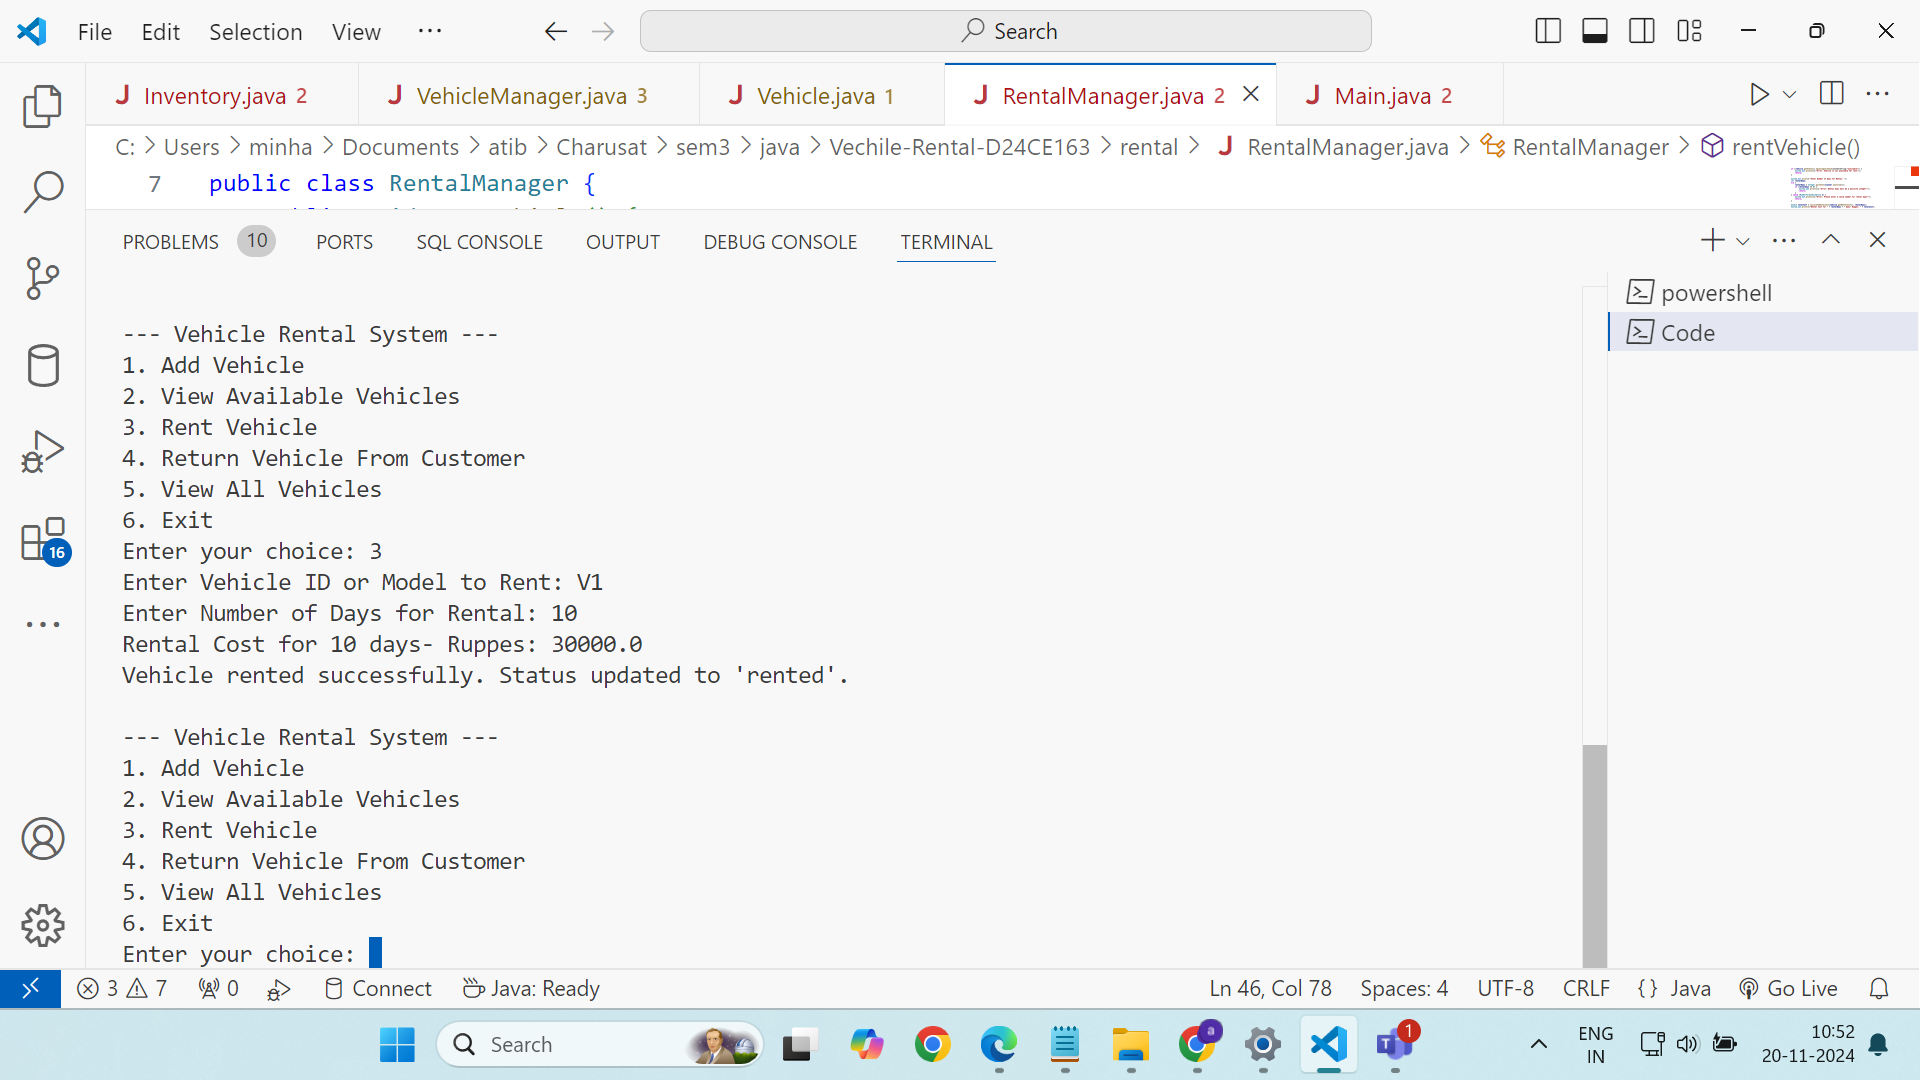 File Edit Selection View ··· Search
Inventory.java 2 VehicleManager.java 3 Vehicle.java 1 RentalManager.java 2 Main.java 2
C: > Users > minha > Documents > atib > Charusat > sem3 > java > Vechile-Rental-D24CE163 > rental > RentalManager.java > RentalManager > rentVehicle()
7 public class RentalManager {
PROBLEMS 10 PORTS SQL CONSOLE OUTPUT DEBUG CONSOLE TERMINAL
powershell
Code
--- Vehicle Rental System ---
1. Add Vehicle
2. View Available Vehicles
3. Rent Vehicle
4. Return Vehicle From Customer
5. View All Vehicles
6. Exit
Enter your choice: 3
Enter Vehicle ID or Model to Rent: V1
Enter Number of Days for Rental: 10
Rental Cost for 10 days- Ruppes: 30000.0
Vehicle rented successfully. Status updated to 'rented'.
--- Vehicle Rental System ---
1. Add Vehicle
2. View Available Vehicles
3. Rent Vehicle
4. Return Vehicle From Customer
5. View All Vehicles
6. Exit
Enter your choice:
16
3 7 0 Connect Java: Ready Ln 46, Col 78 Spaces: 4 UTF-8 CRLF {} Java Go Live
Search a 1 ENG 10:52
IN 20-11-2024